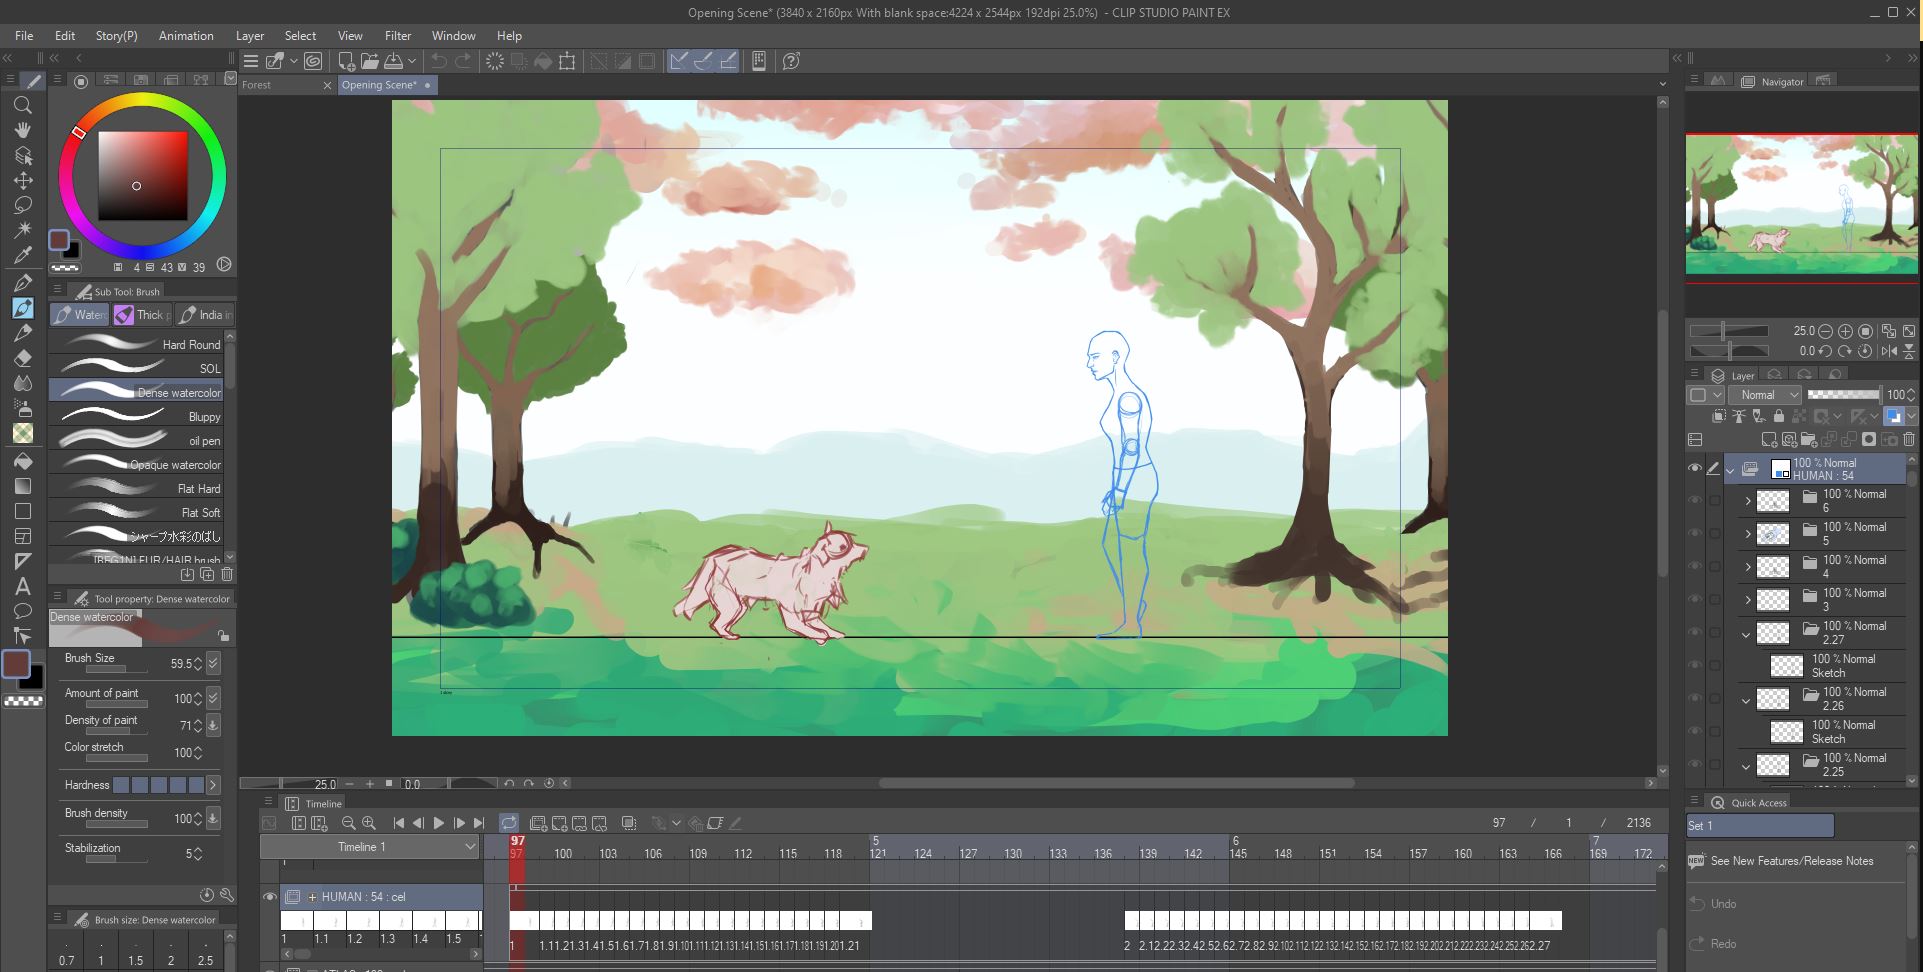 Opening Scene* (3840 x 2160px With blank space:4224 x 2544px 192dpi 25.0%) - CLIP STUDIO PAINT EX
File Edit Story(P) Animation Layer Select View Filter Window Help
Forest
Opening Scene*
Navigator
4 43 39
Sub Tool: Brush
Thick
Hard Round
SOL
Dense watercolor
Bluppy
oil pen
Opaque watercolor
Flat Hard
Flat Soft
シャープ水彩のばし
[BEG1N] FUR/HAIR brush
Tool property: Dense watercolor
Dense watercolor
Brush Size 59.5
Amount of paint 100
Density of paint 71
Color stretch 100
Hardness
Brush density 100
Stabilization 5
Brush size: Dense watercolor
0.7 1 1.5 2 2.5
25.0
0.0
25.0
0.0
Layer
Normal 100
100 % Normal
HUMAN : 54
100 % Normal
6
100 % Normal
5
100 % Normal
4
100 % Normal
3
100 % Normal
2.27
100 % Normal
Sketch
100 % Normal
2.26
100 % Normal
Sketch
100 % Normal
2.25
Quick Access
Set 1
NEW See New Features/Release Notes
Undo
Redo
Timeline
97 / 1 / 2136
Timeline 1
97 5 6 7
97 100 103 106 109 112 115 118 121 124 127 130 133 136 139 142 145 148 151 154 157 160 163 166 169 172
HUMAN : 54 : cel
1 1.1 1.2 1.3 1.4 1.5
1 1.11.21.31.41.51.61.71.81.91.101.111.121.131.141.151.161.171.181.191.201.21
2 2.12.22.32.42.52.62.72.82.92.102.112.122.132.142.152.162.172.182.192.202.212.222.232.242.252.262.27